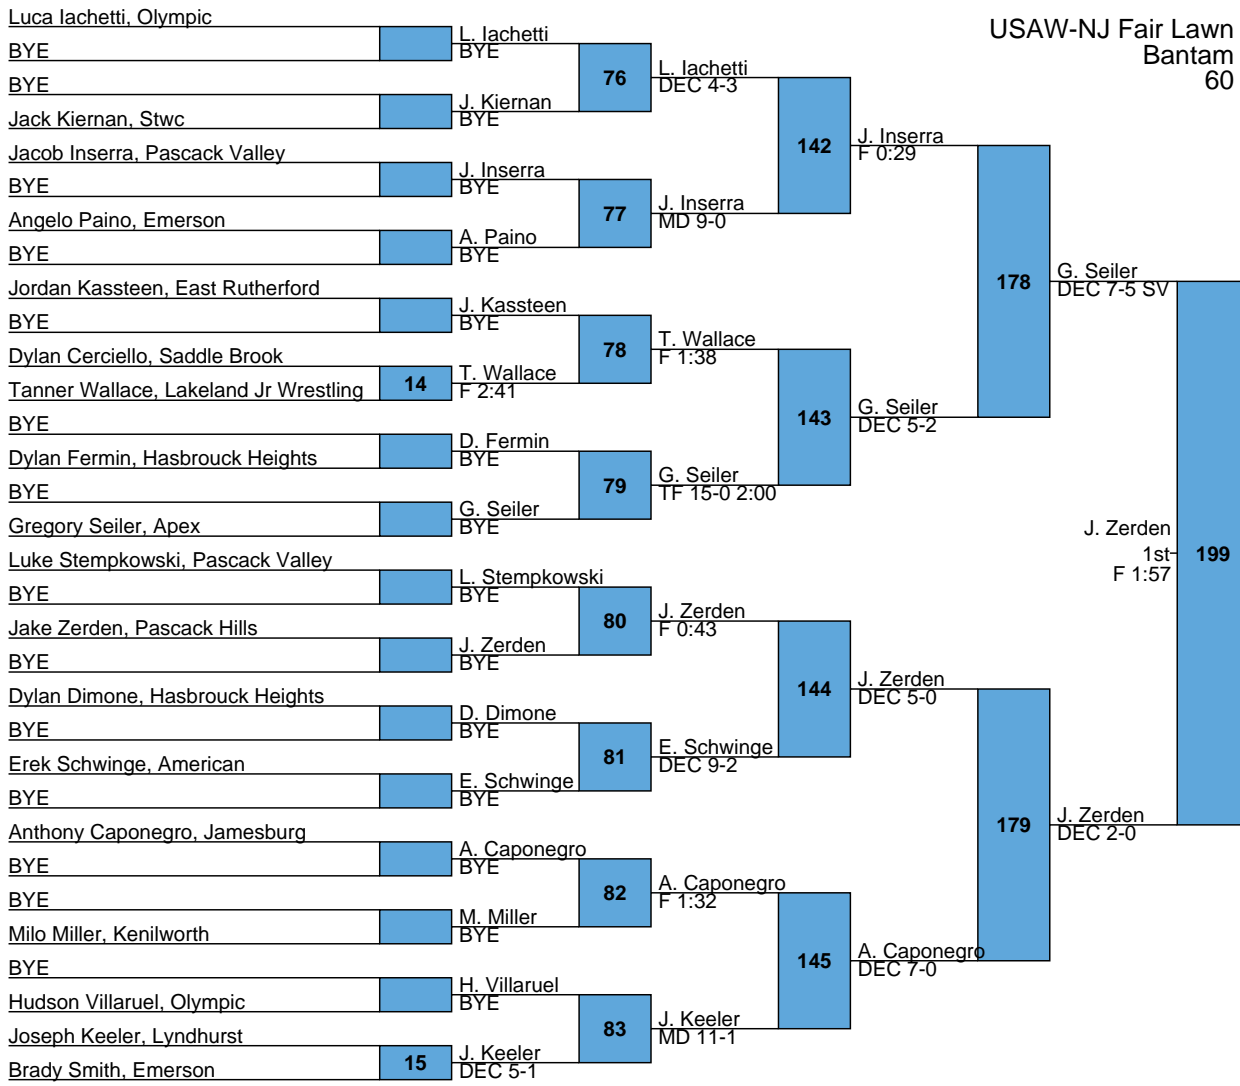 USAW-NJ Fair Lawn
Bantam
60
Luca Iachetti, Olympic
BYE
BYE
Jack Kiernan, Stwc
Jacob Inserra, Pascack Valley
BYE
Angelo Paino, Emerson
BYE
Jordan Kassteen, East Rutherford
BYE
Dylan Cerciello, Saddle Brook
Tanner Wallace, Lakeland Jr Wrestling
BYE
Dylan Fermin, Hasbrouck Heights
BYE
Gregory Seiler, Apex
Luke Stempkowski, Pascack Valley
BYE
Jake Zerden, Pascack Hills
BYE
Dylan Dimone, Hasbrouck Heights
BYE
Erek Schwinge, American
BYE
Anthony Caponegro, Jamesburg
BYE
BYE
Milo Miller, Kenilworth
BYE
Hudson Villaruel, Olympic
Joseph Keeler, Lyndhurst
Brady Smith, Emerson
14
15
L. Iachetti
BYE
J. Kiernan
BYE
J. Inserra
BYE
A. Paino
BYE
J. Kassteen
BYE
T. Wallace
F 2:41
D. Fermin
BYE
G. Seiler
BYE
L. Stempkowski
BYE
J. Zerden
BYE
D. Dimone
BYE
E. Schwinge
BYE
A. Caponegro
BYE
M. Miller
BYE
H. Villaruel
BYE
J. Keeler
DEC 5-1
76
77
78
79
80
81
82
83
L. Iachetti
DEC 4-3
J. Inserra
MD 9-0
T. Wallace
F 1:38
G. Seiler
TF 15-0 2:00
J. Zerden
F 0:43
E. Schwinge
DEC 9-2
A. Caponegro
F 1:32
J. Keeler
MD 11-1
142
143
144
145
J. Inserra
F 0:29
G. Seiler
DEC 5-2
J. Zerden
DEC 5-0
A. Caponegro
DEC 7-0
178
179
G. Seiler
DEC 7-5 SV
J. Zerden
DEC 2-0
J. Zerden
1st
F 1:57
199